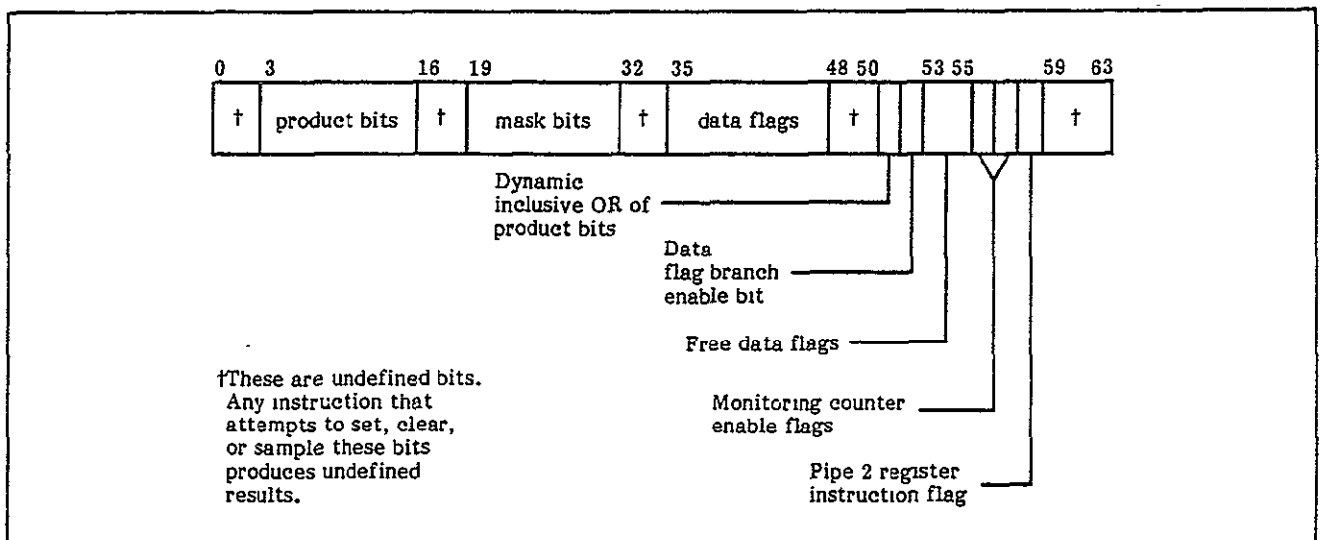 0 3 16 19 32 35 48 50 53 55 59 63
† product bits † mask bits † data flags † †
Dynamic
inclusive OR of
product bits
Data
flag branch
enable bit
Free data flags
†These are undefined bits.
Any instruction that
attempts to set, clear,
or sample these bits
produces undefined
results.
Monitoring counter
enable flags
Pipe 2 register
instruction flag